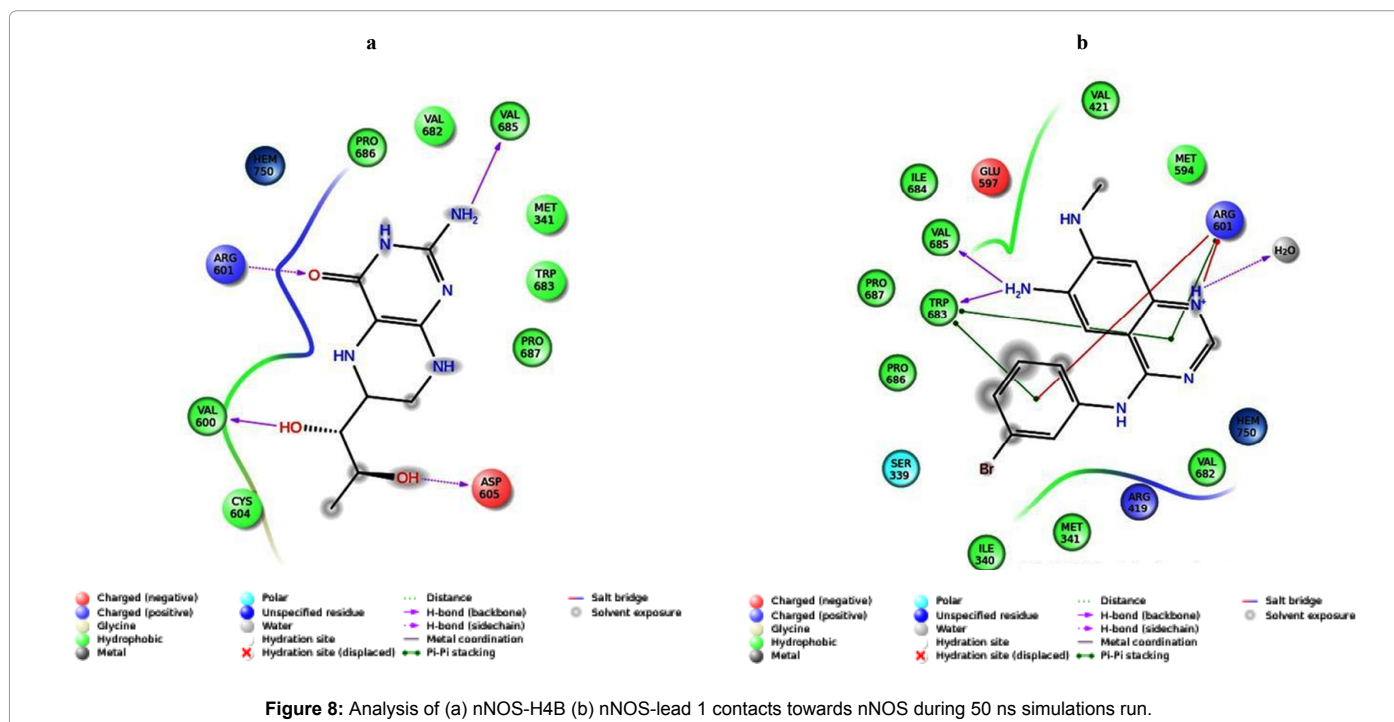 a
VAL
685
VAL
682
PRO
686
HEM
750
H
N
NH₂
MET
341
ARG
601
O
N
TRP
683
PRO
687
HN
NH
VAL
600
HO
OH
ASP
605
CYS
604
Charged (negative)
Charged (positive)
Glycine
Hydrophobic
Metal
Polar
Unspecified residue
Water
Hydration site
Hydration site (displaced)
Distance
H-bond (backbone)
H-bond (sidechain)
Metal coordination
Pi-Pi stacking
Salt bridge
Solvent exposure
b
VAL
421
MET
594
GLU
597
ILE
684
ARG
601
HN
VAL
685
H₂O
H₂N
H
N⁺
PRO
687
TRP
683
PRO
686
N
N
H
HEM
750
Br
SER
339
VAL
682
ARG
419
MET
341
ILE
340
Charged (negative)
Charged (positive)
Glycine
Hydrophobic
Metal
Polar
Unspecified residue
Water
Hydration site
Hydration site (displaced)
Distance
H-bond (backbone)
H-bond (sidechain)
Metal coordination
Pi-Pi stacking
Salt bridge
Solvent exposure
Figure 8: Analysis of (a) nNOS-H4B (b) nNOS-lead 1 contacts towards nNOS during 50 ns simulations run.